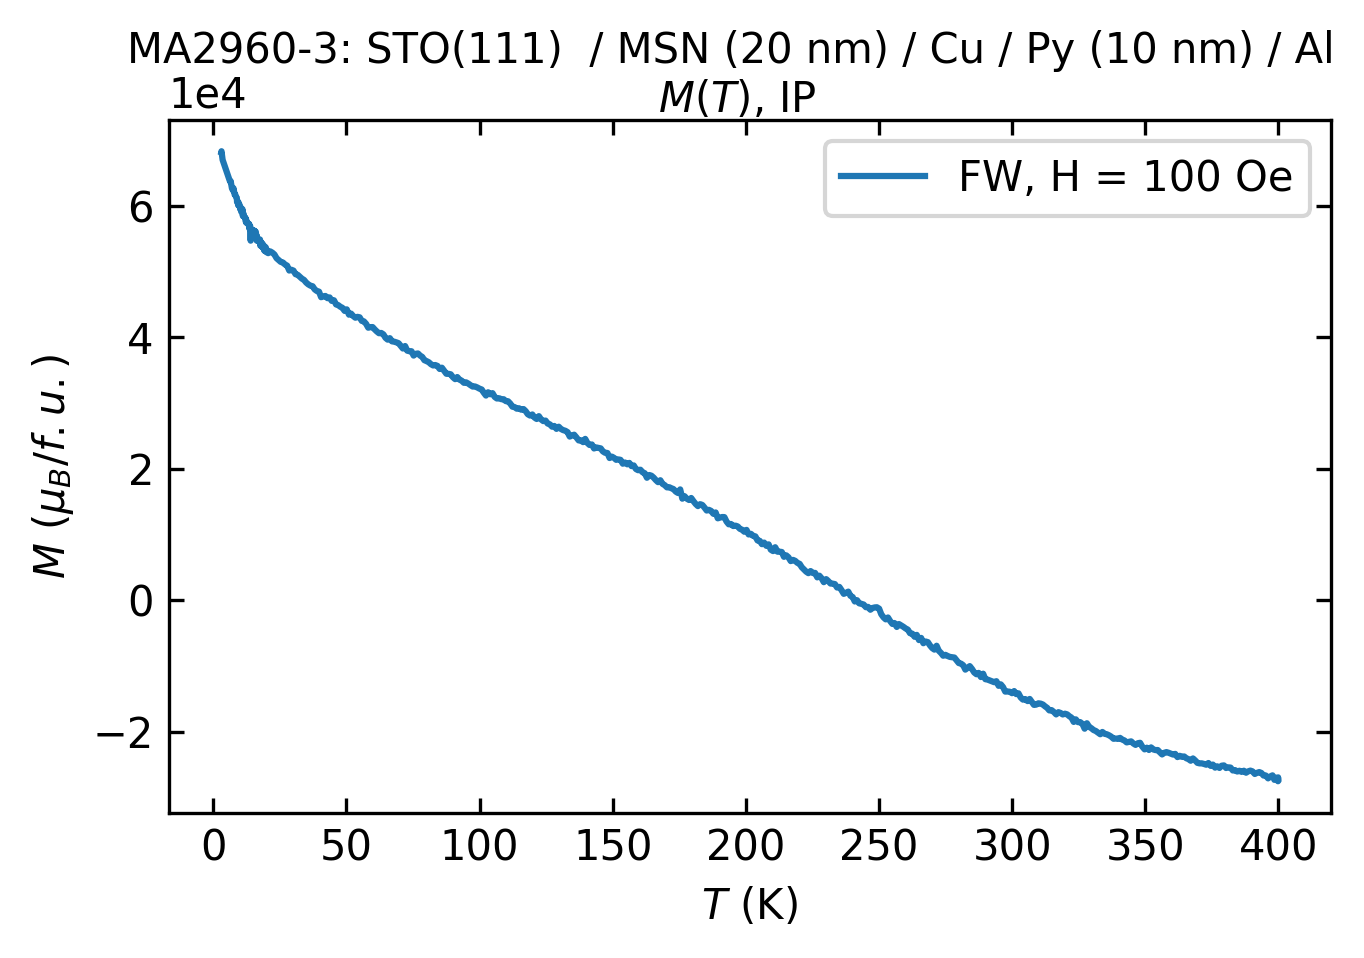 MA2960-3: STO(111) / MSN (20 nm) / Cu / Py (10 nm) / Al
M(T), IP
1e4
FW, H = 100 Oe
6
4
2
0
−2
M (μB/f.u.)
0 50 100 150 200 250 300 350 400
T (K)